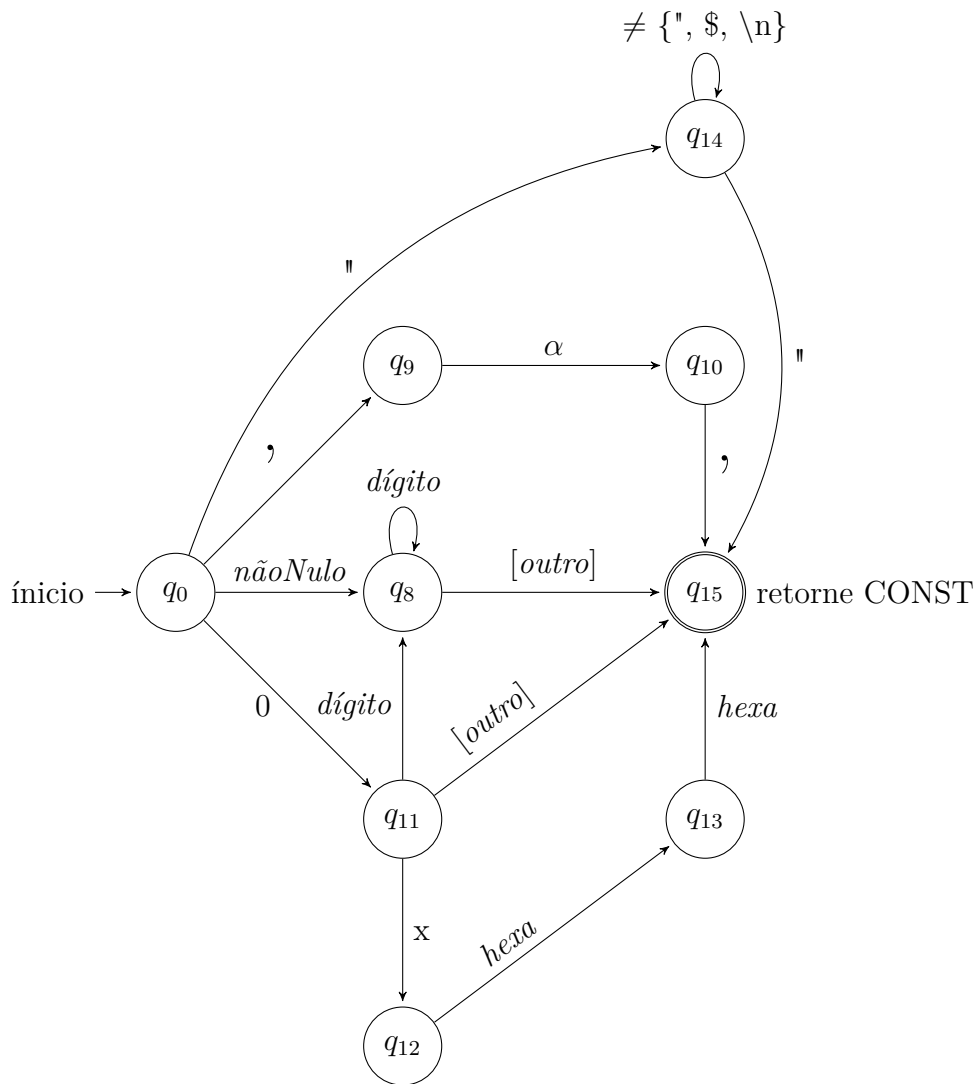 ≠ {", $, \n}
q14
"
q9
α
q10
"
,
,
dígito
ínicio
q0
nãoNulo
q8
[outro]
q15
retorne CONST
0
dígito
[outro]
hexa
q11
q13
x
hexa
q12